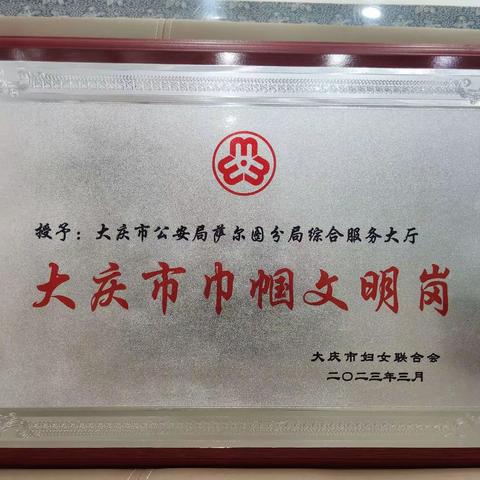 授予：大庆市公安局萨尔图分局综合服务大厅
大庆市巾帼文明岗
大庆市妇女联合会
二〇二三年三月